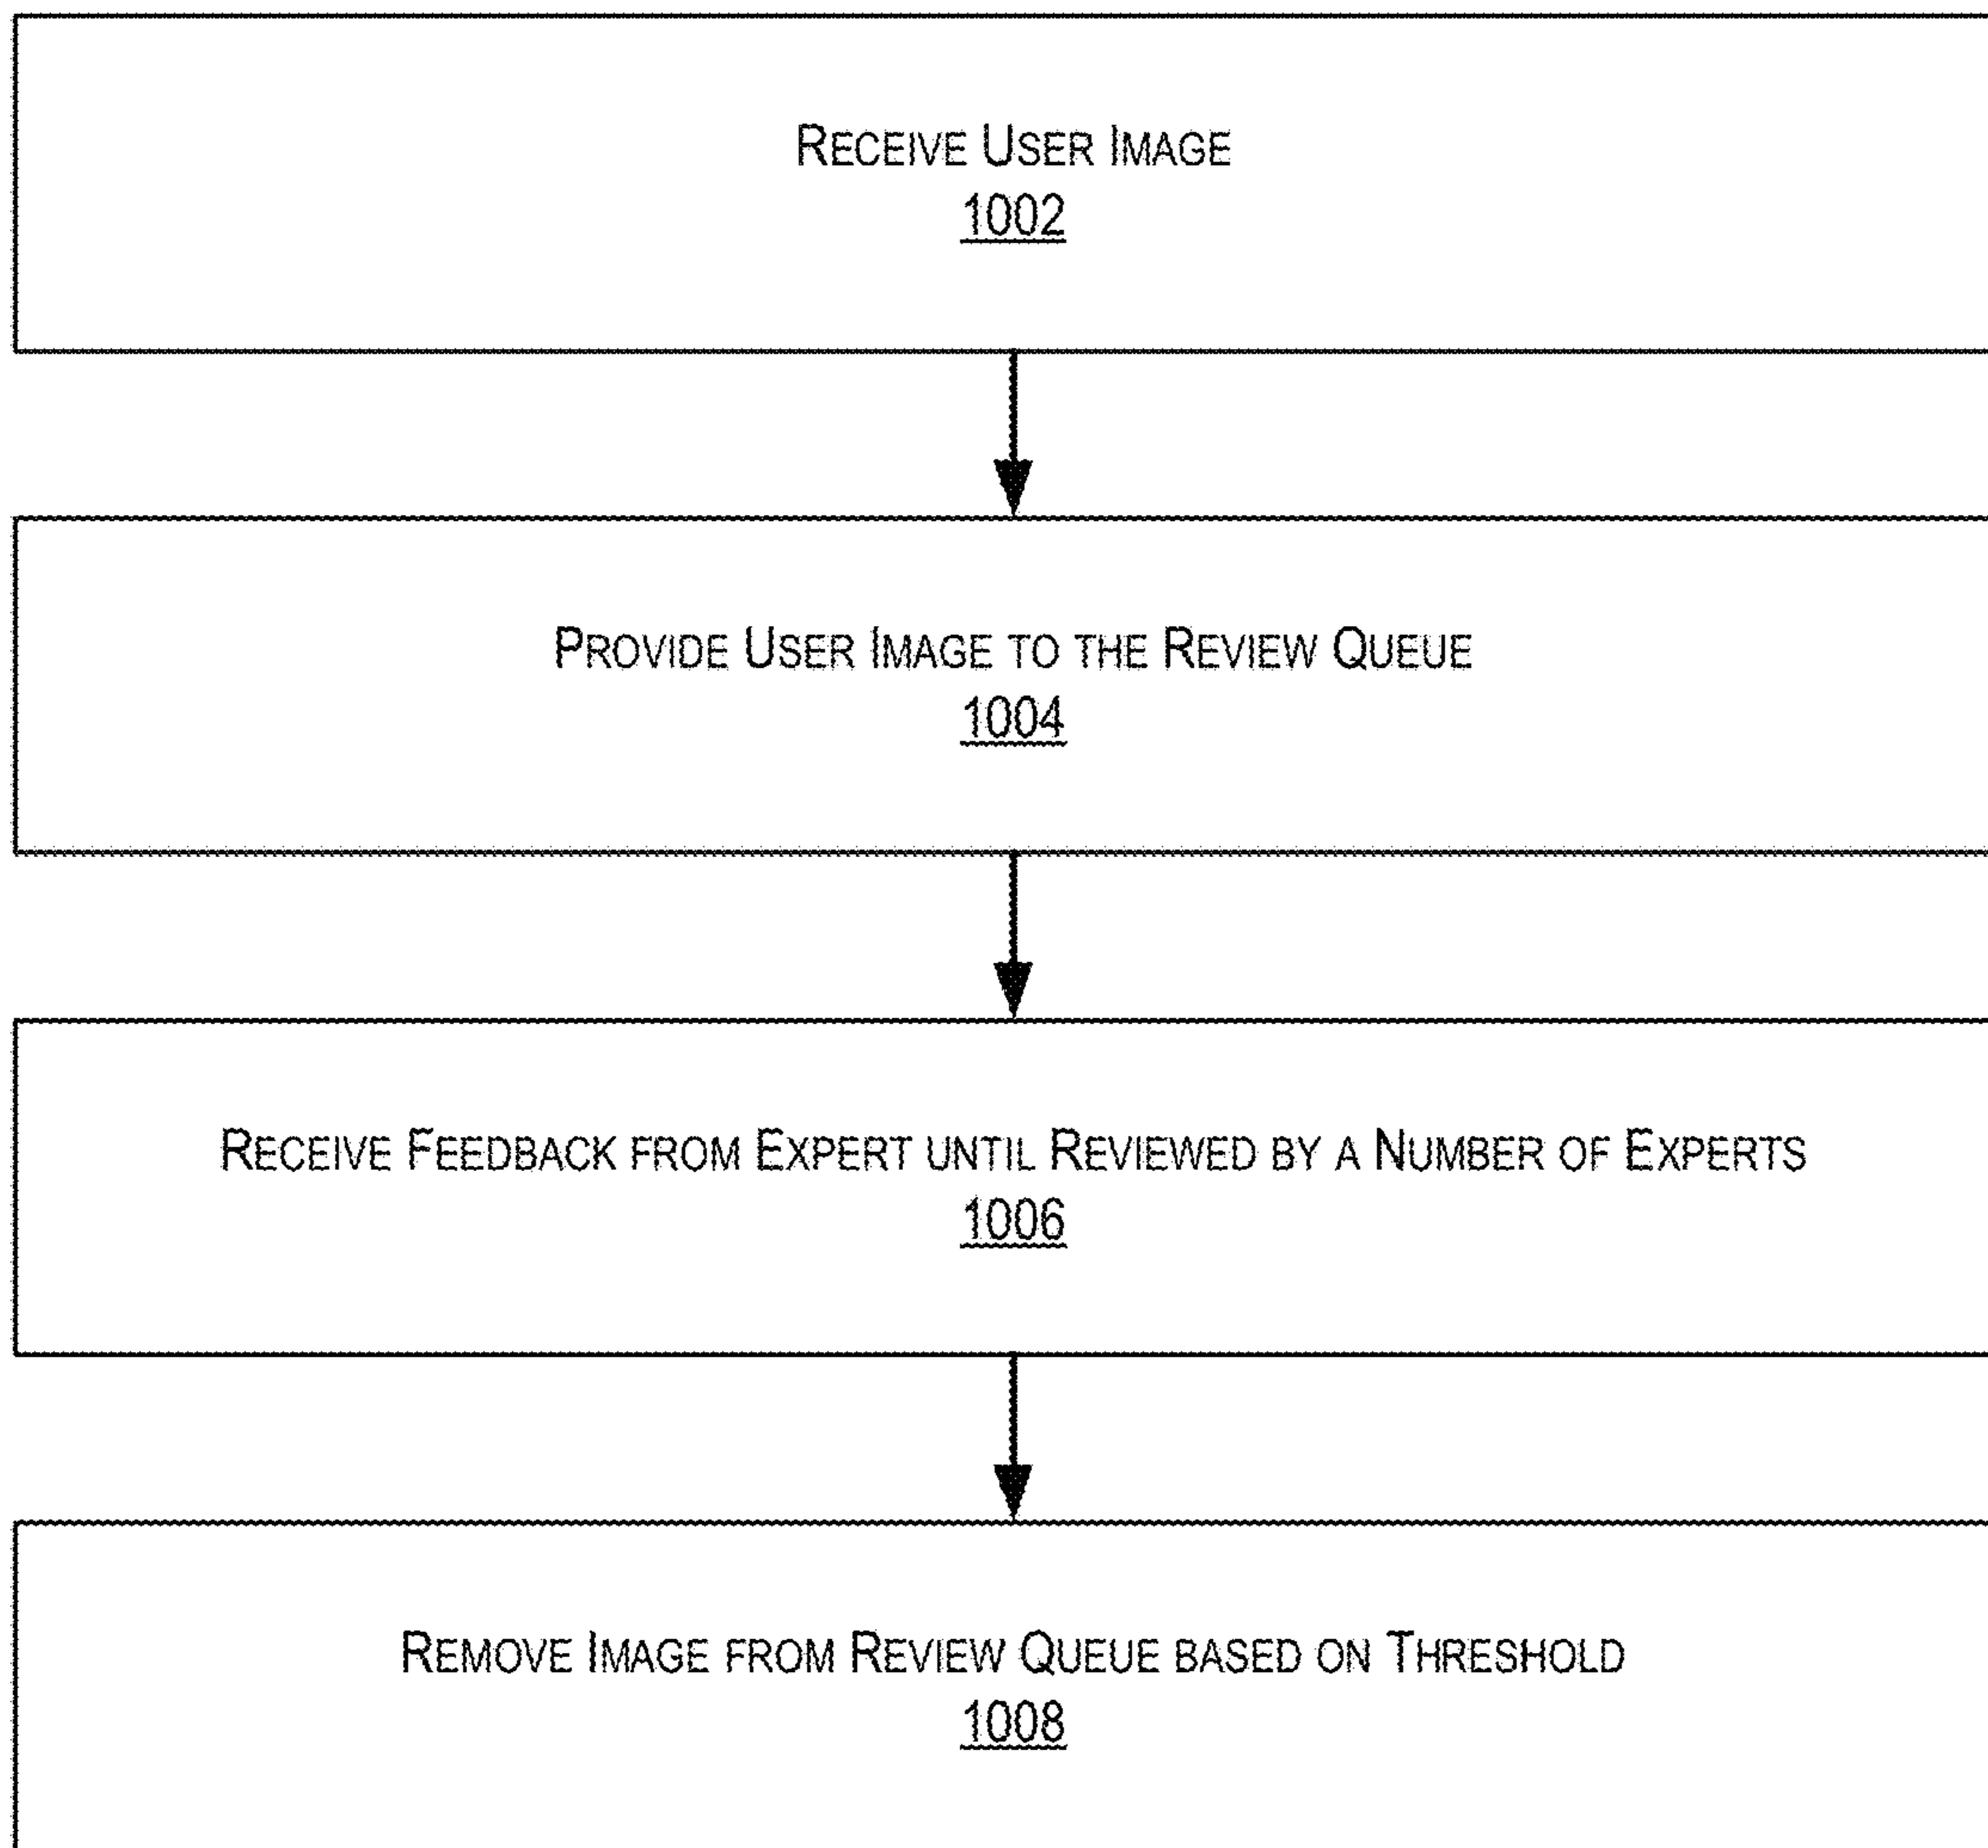 Receive User Image
1002
Provide User Image to the Review Queue
1004
Receive Feedback from Expert until Reviewed by a Number of Experts
1006
Remove Image from Review Queue based on Threshold
1008